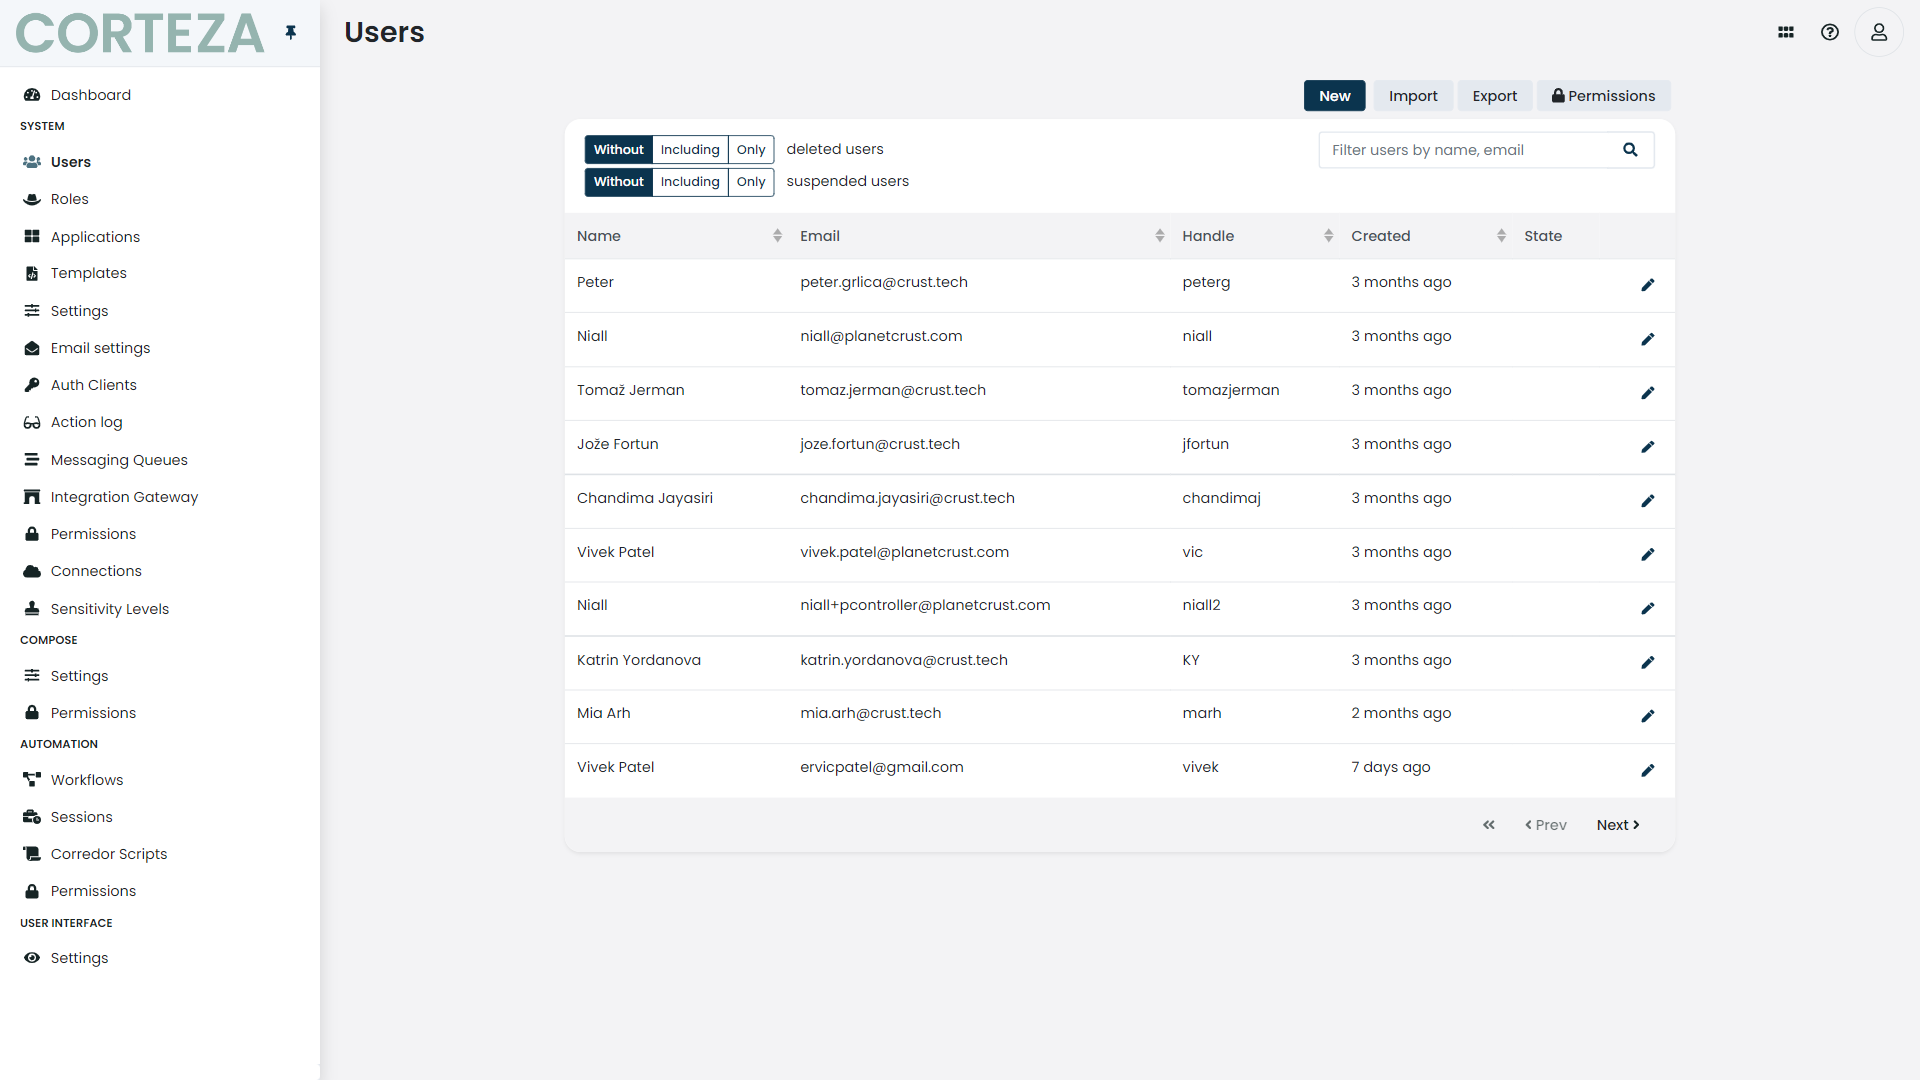 CORTEZA
Users
Dashboard
SYSTEM
Users
Roles
Applications
Templates
Settings
Email settings
Auth Clients
Action log
Messaging Queues
Integration Gateway
Permissions
Connections
Sensitivity Levels
COMPOSE
Settings
Permissions
AUTOMATION
Workflows
Sessions
Corredor Scripts
Permissions
USER INTERFACE
Settings
New Import Export Permissions
Without Including Only deleted users
Filter users by name, email
Without Including Only suspended users
Name Email Handle Created State
Peter peter.grlica@crust.tech peterg 3 months ago
Niall niall@planetcrust.com niall 3 months ago
Tomaž Jerman tomaz.jerman@crust.tech tomazjerman 3 months ago
Jože Fortun joze.fortun@crust.tech jfortun 3 months ago
Chandima Jayasiri chandima.jayasiri@crust.tech chandimaj 3 months ago
Vivek Patel vivek.patel@planetcrust.com vic 3 months ago
Niall niall+pcontroller@planetcrust.com niall2 3 months ago
Katrin Yordanova katrin.yordanova@crust.tech KY 3 months ago
Mia Arh mia.arh@crust.tech marh 2 months ago
Vivek Patel ervicpatel@gmail.com vivek 7 days ago
Prev Next